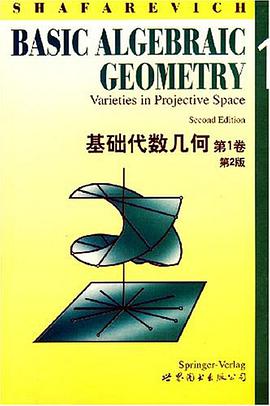 SHAFAREVICH
BASIC ALGEBRAIC
GEOMETRY
1
Varieties in Projective Space
Second Edition
基础代数几何 第1卷
第2版
Springer-Verlag
世界图书出版公司